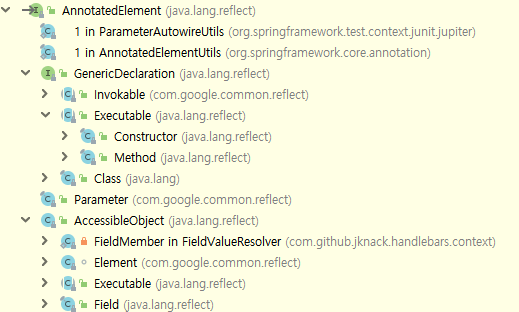 AnnotatedElement (java.lang.reflect)
1 in ParameterAutowireUtils (org.springframework.test.context.junit.jupiter)
1 in AnnotatedElementUtils (org.springframework.core.annotation)
GenericDeclaration (java.lang.reflect)
Invokable (com.google.common.reflect)
Executable (java.lang.reflect)
Constructor (java.lang.reflect)
Method (java.lang.reflect)
Class (java.lang)
Parameter (com.google.common.reflect)
AccessibleObject (java.lang.reflect)
FieldMember in FieldValueResolver (com.github.jknack.handlebars.context)
Element (com.google.common.reflect)
Executable (java.lang.reflect)
Field (java.lang.reflect)